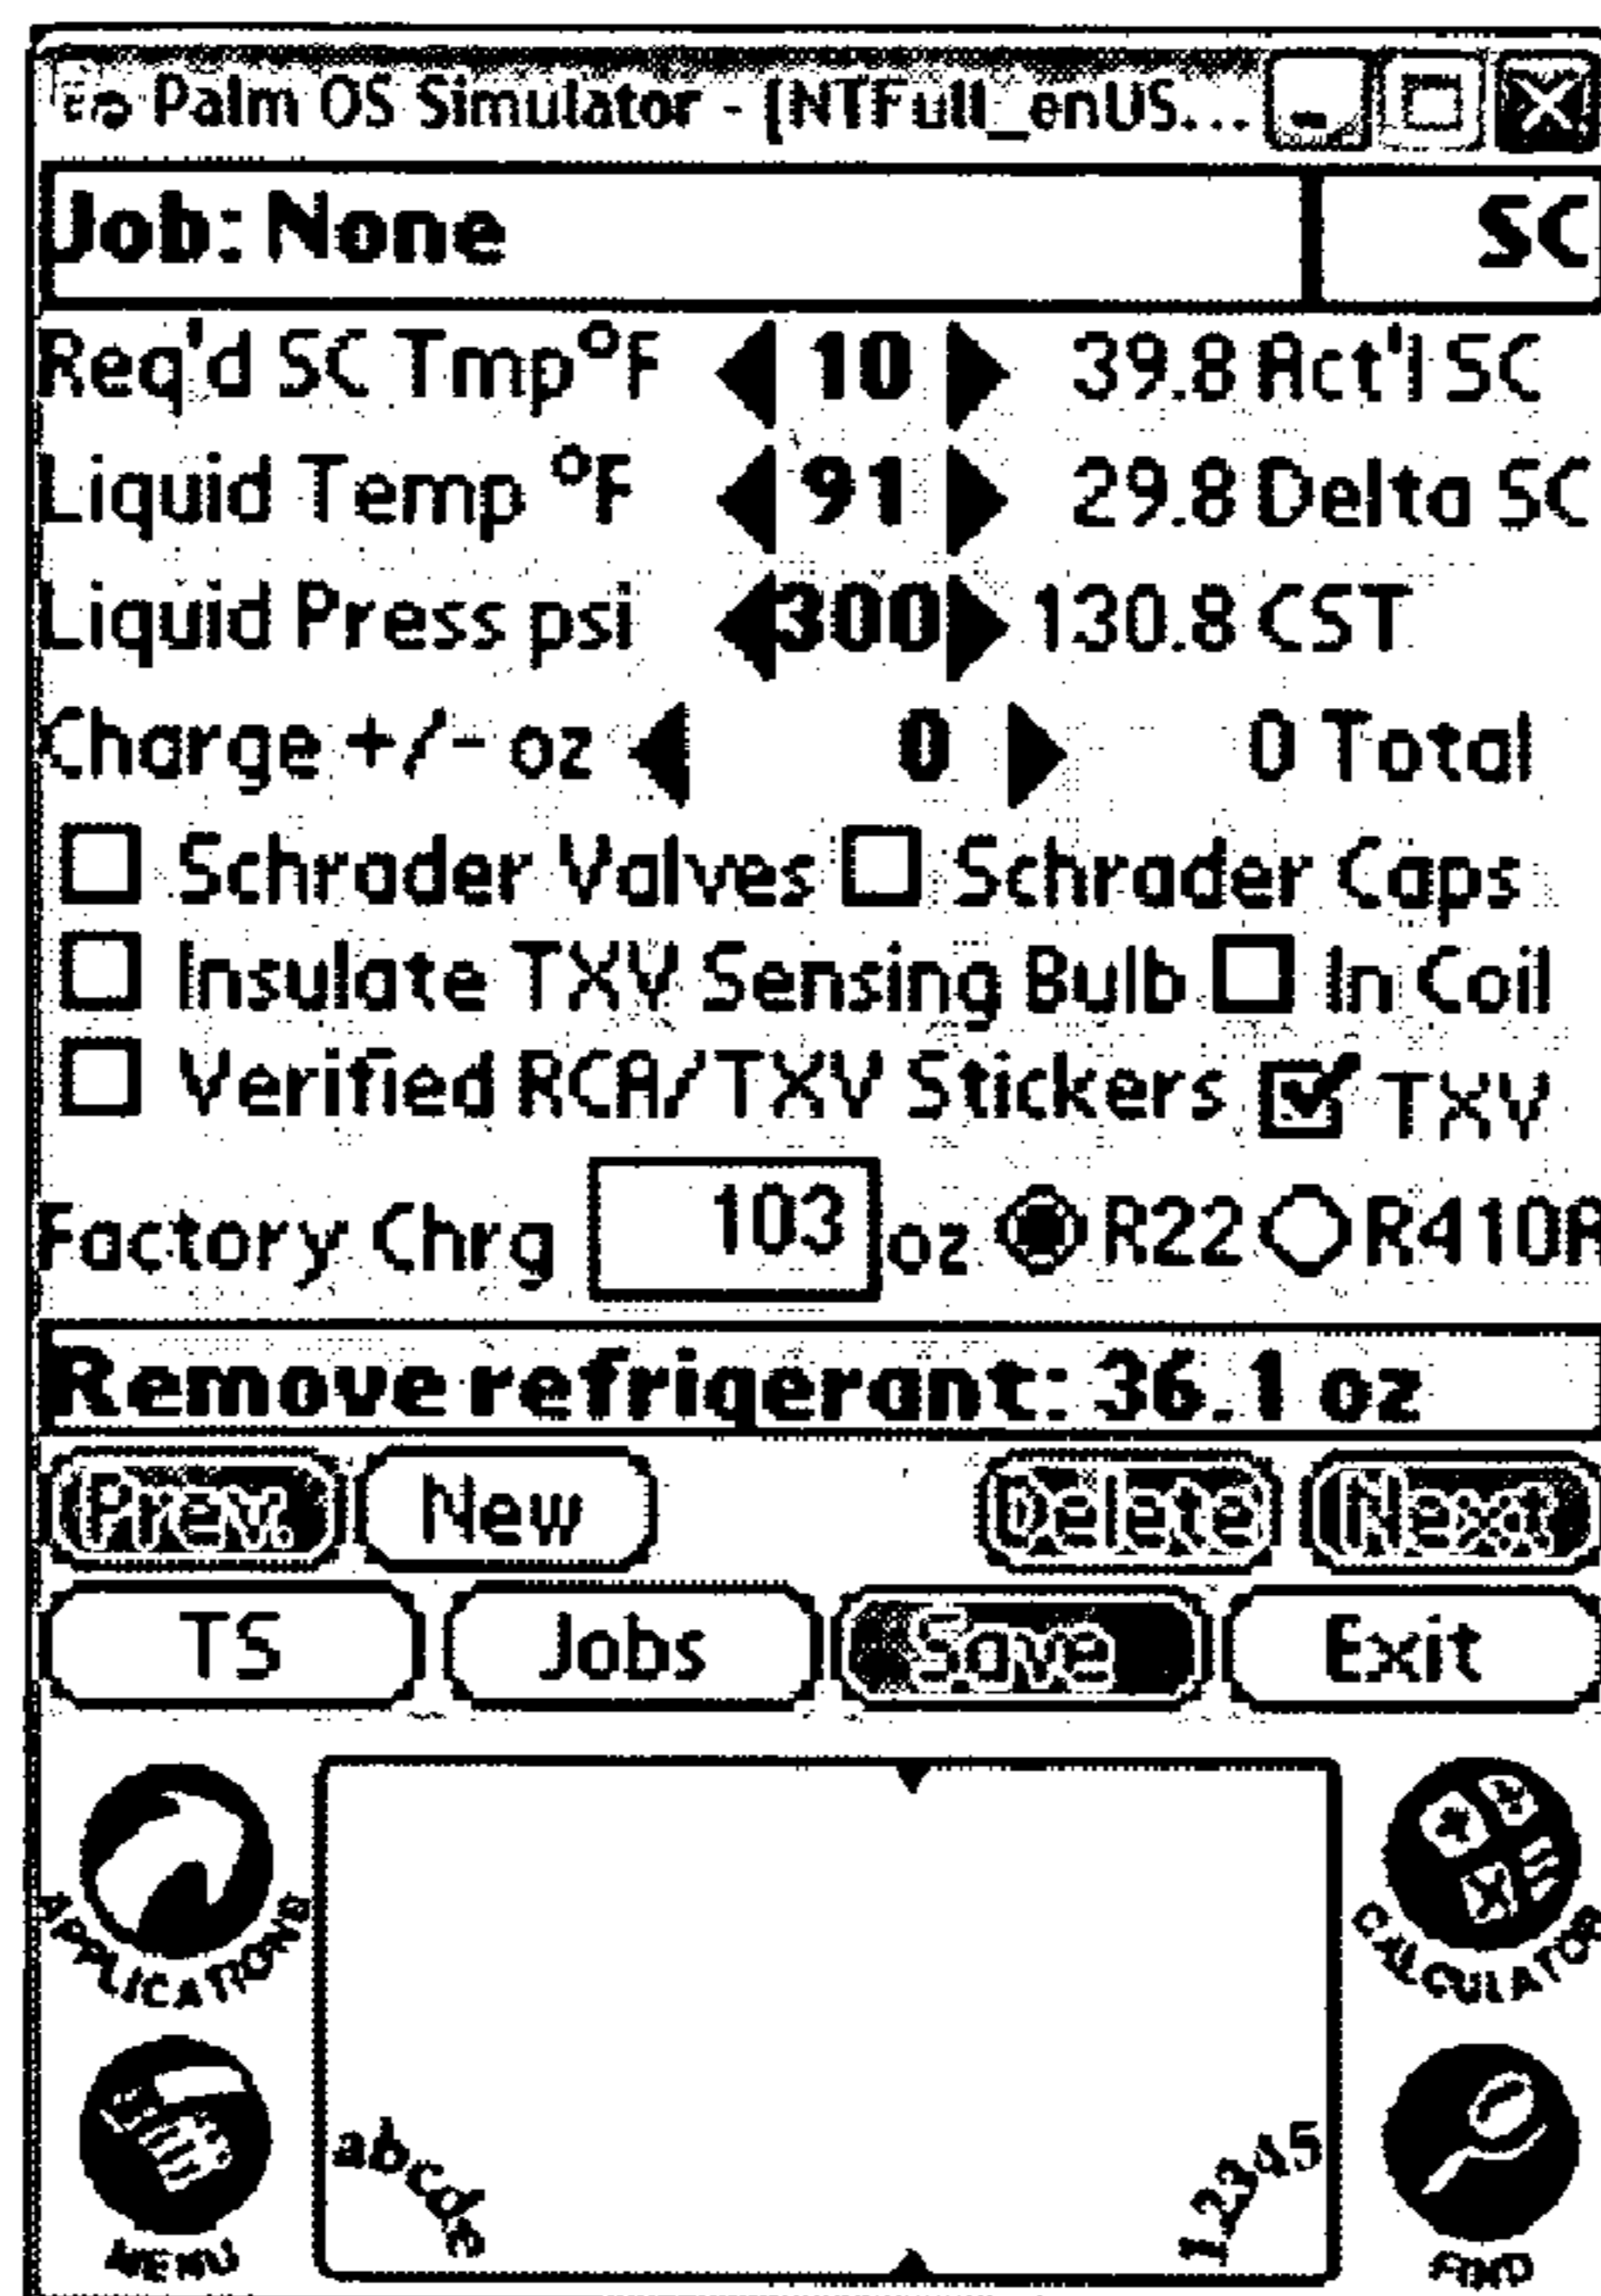 Palm OS Simulator - [NTFull_enUS...
Job: None SC
Req'd SC Tmp°F 10 39.8 Act'l SC
Liquid Temp °F 91 29.8 Delta SC
Liquid Press psi 300 130.8 CST
Charge +/- oz 0 0 Total
Schrader Valves Schrader Caps
Insulate TXV Sensing Bulb In Coil
Verified RCA/TXV Stickers TXV
Factory Chrg 103 oz R22 R410A
Remove refrigerant: 36.1 oz
Prev. New Delete Next
TS Jobs Save Exit
APPLICATIONS CALCULATOR
abcde 12345
MENU FIND